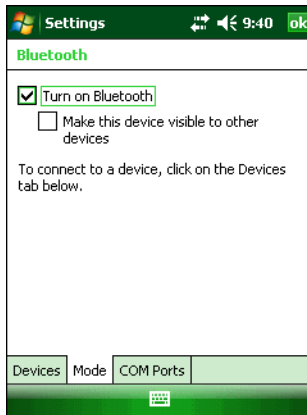 Settings 9:40 ok
Bluetooth
Turn on Bluetooth
Make this device visible to other
devices
To connect to a device, click on the Devices
tab below.
Devices Mode COM Ports